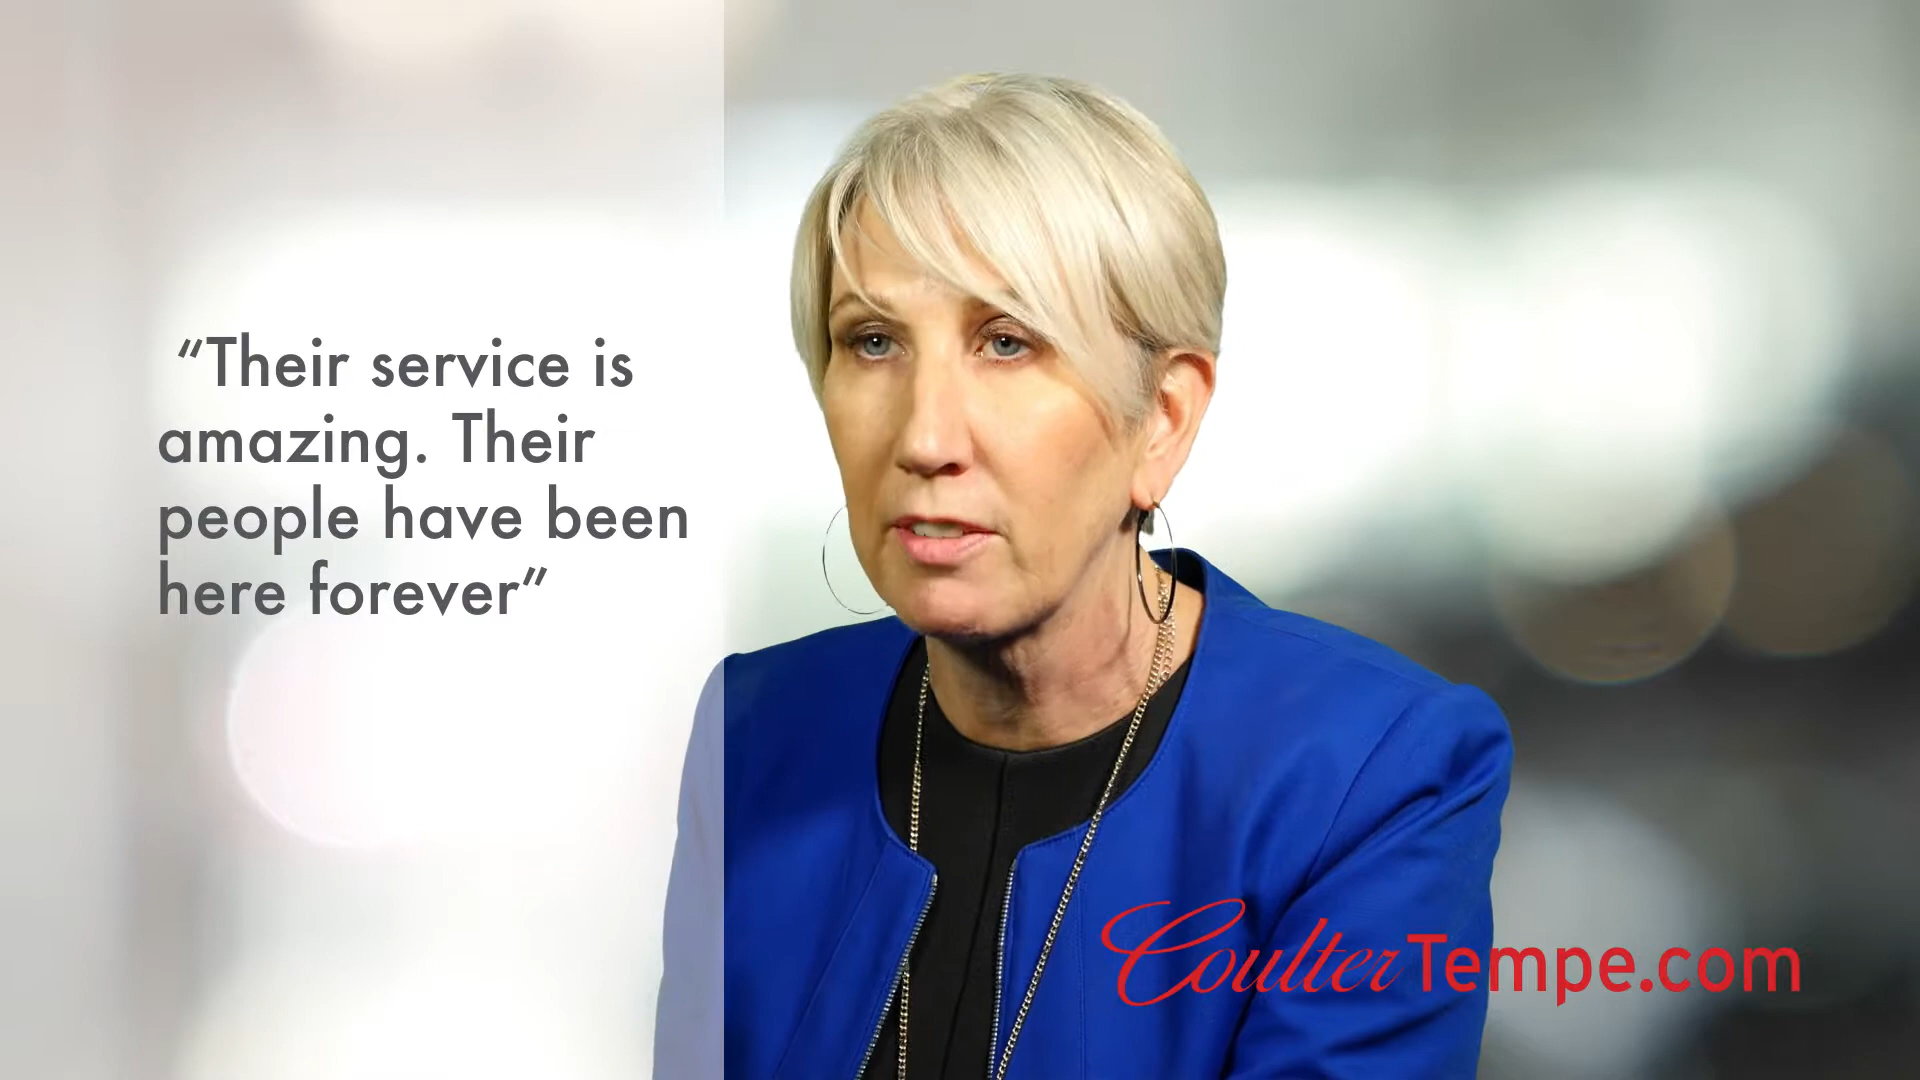 “Their service is
amazing. Their
people have been
here forever”
CoulterTempe.com